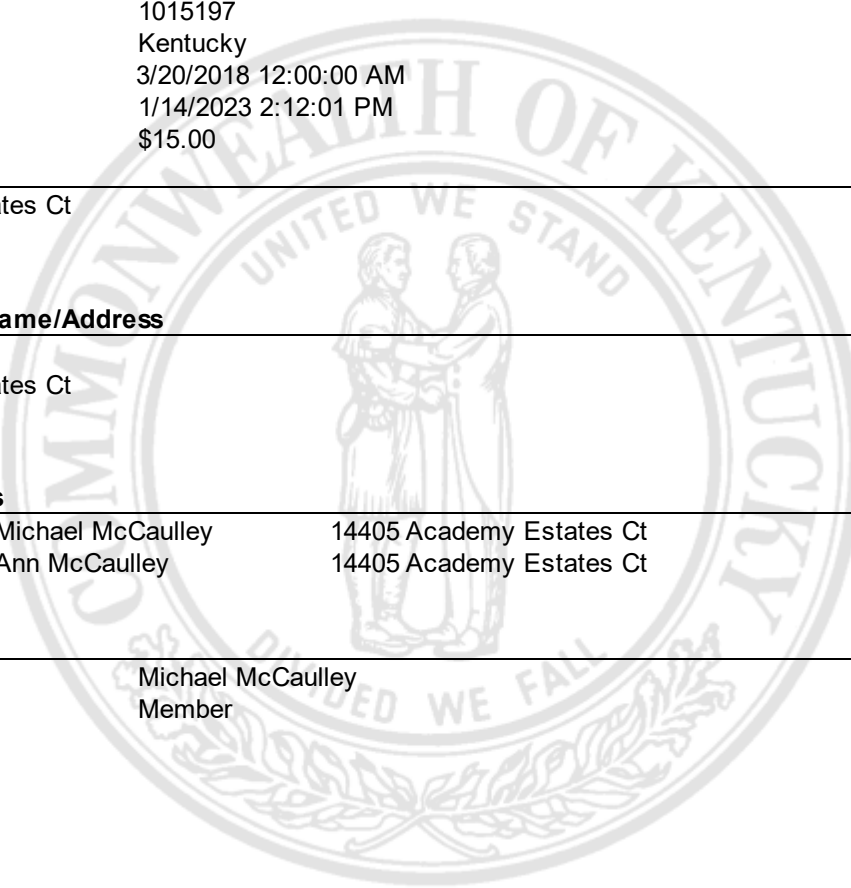 1015197
Kentucky
3/20/2018 12:00:00 AM
1/14/2023 2:12:01 PM
$15.00
COMMONWEALTH OF KENTUCKY
UNITED WE STAND
tes Ct
ame/Address
tes Ct
s
Michael McCaulley 14405 Academy Estates Ct
Ann McCaulley 14405 Academy Estates Ct
DIVIDED WE FALL
Michael McCaulley
Member